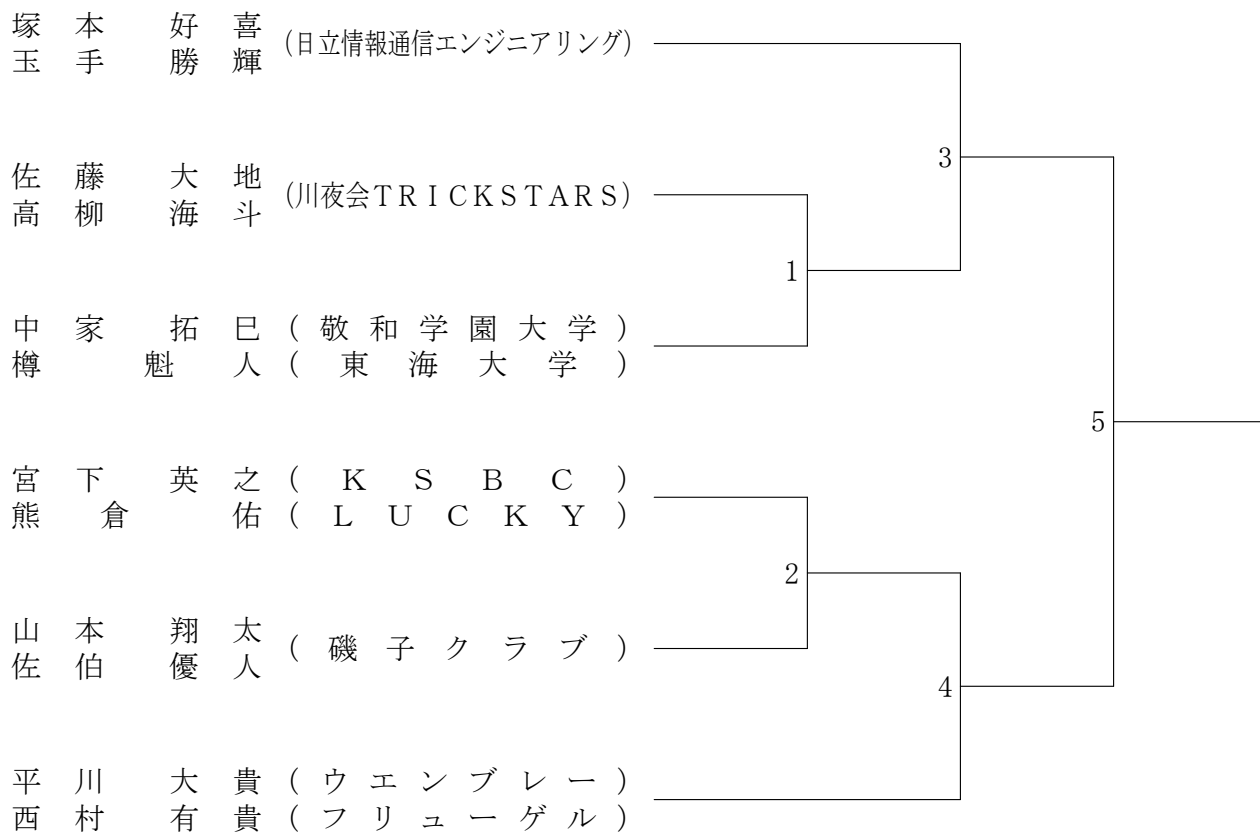 塚本 好喜
玉手 勝輝 (日立情報通信エンジニアリング)
3
佐藤 大地
高柳 海斗 (川夜会TRICKSTARS)
1
中家 拓巳 (敬和学園大学)
樽 魁人 (東海大学)
5
宮下 英之 (KSBC)
熊倉 佑 (LUCKY)
2
山本 翔太
佐伯 優人 (磯子クラブ)
4
平川 大貴 (ウエンブレー)
西村 有貴 (フリューゲル)